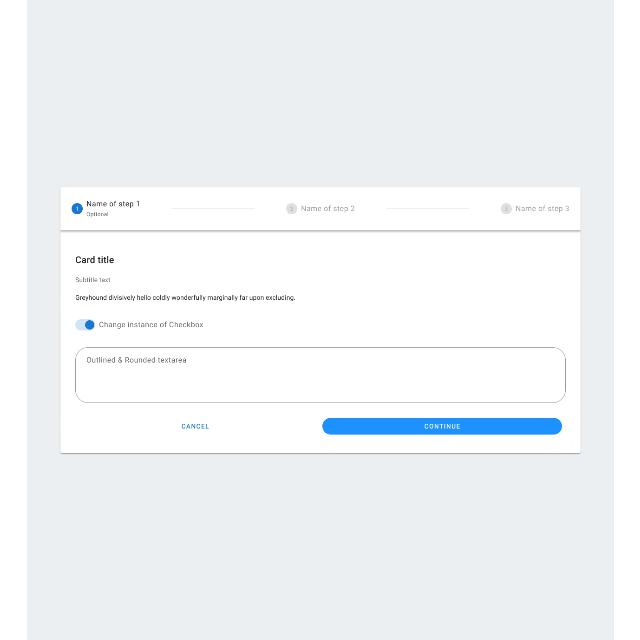 1 Name of step 1
Optional
2 Name of step 2
3 Name of step 3
Card title
Subtitle text
Greyhound divisively hello coldly wonderfully marginally far upon excluding.
Change instance of Checkbox
Outlined & Rounded textarea
CANCEL
CONTINUE